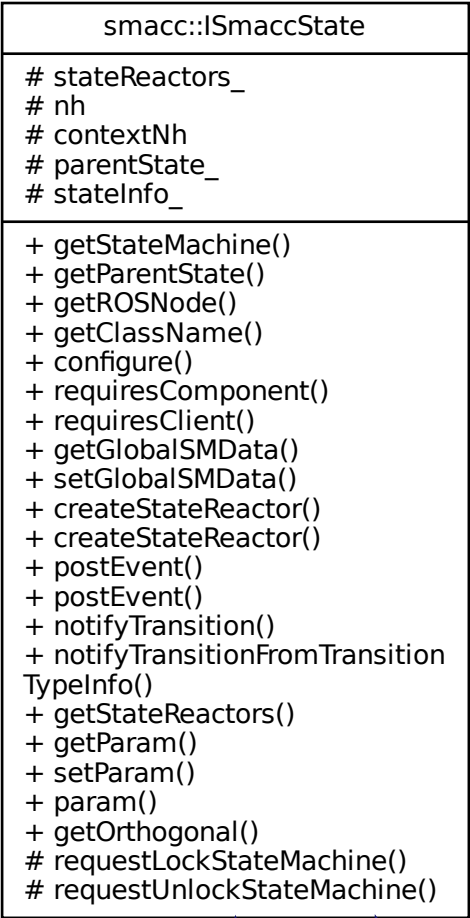 smacc::ISmaccState
# stateReactors_
# nh
# contextNh
# parentState_
# stateInfo_
+ getStateMachine()
+ getParentState()
+ getROSNode()
+ getClassName()
+ configure()
+ requiresComponent()
+ requiresClient()
+ getGlobalSMData()
+ setGlobalSMData()
+ createStateReactor()
+ createStateReactor()
+ postEvent()
+ postEvent()
+ notifyTransition()
+ notifyTransitionFromTransition
TypeInfo()
+ getStateReactors()
+ getParam()
+ setParam()
+ param()
+ getOrthogonal()
# requestLockStateMachine()
# requestUnlockStateMachine()